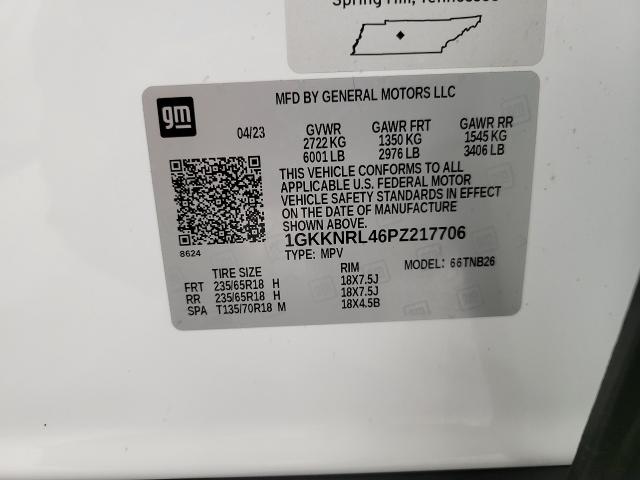 Spring Hill, Tennessee
gm
MFD BY GENERAL MOTORS LLC
04/23 GVWR GAWR FRT GAWR RR
2722 KG 1350 KG 1545 KG
6001 LB 2976 LB 3406 LB
THIS VEHICLE CONFORMS TO ALL
APPLICABLE U.S. FEDERAL MOTOR
VEHICLE SAFETY STANDARDS IN EFFECT
ON THE DATE OF MANUFACTURE
SHOWN ABOVE.
1GKKNRL46PZ217706
8624
TYPE: MPV MODEL: 66TNB26
TIRE SIZE RIM
FRT 235/65R18 H 18X7.5J
RR 235/65R18 H 18X7.5J
SPA T135/70R18 M 18X4.5B